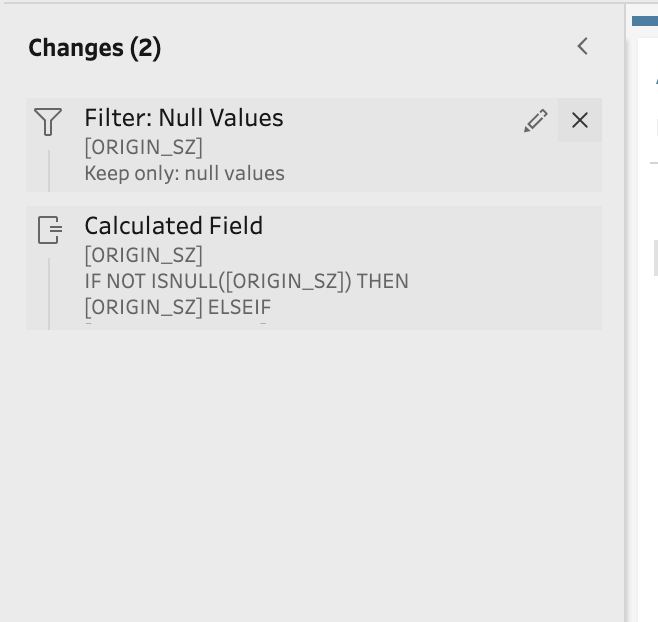 Changes (2)
Filter: Null Values
[ORIGIN_SZ]
Keep only: null values
Calculated Field
[ORIGIN_SZ]
IF NOT ISNULL([ORIGIN_SZ]) THEN
[ORIGIN_SZ] ELSEIF